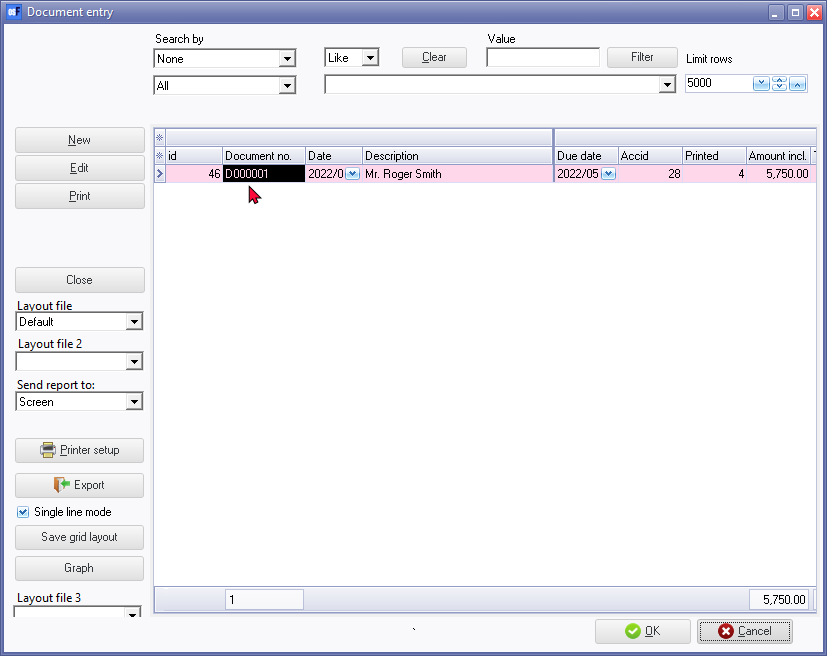 Document entry
Search by
Value
None
Like
Clear
Filter
Limit rows
All
5000
New
Edit
Print
Close
Layout file
Default
Layout file 2
Send report to:
Screen
Printer setup
Export
Single line mode
Save grid layout
Graph
Layout file 3
id Document no. Date Description Due date Accid Printed Amount incl.
46 D000001 2022/0 Mr. Roger Smith 2022/05 28 4 5,750.00
1 5,750.00
OK Cancel